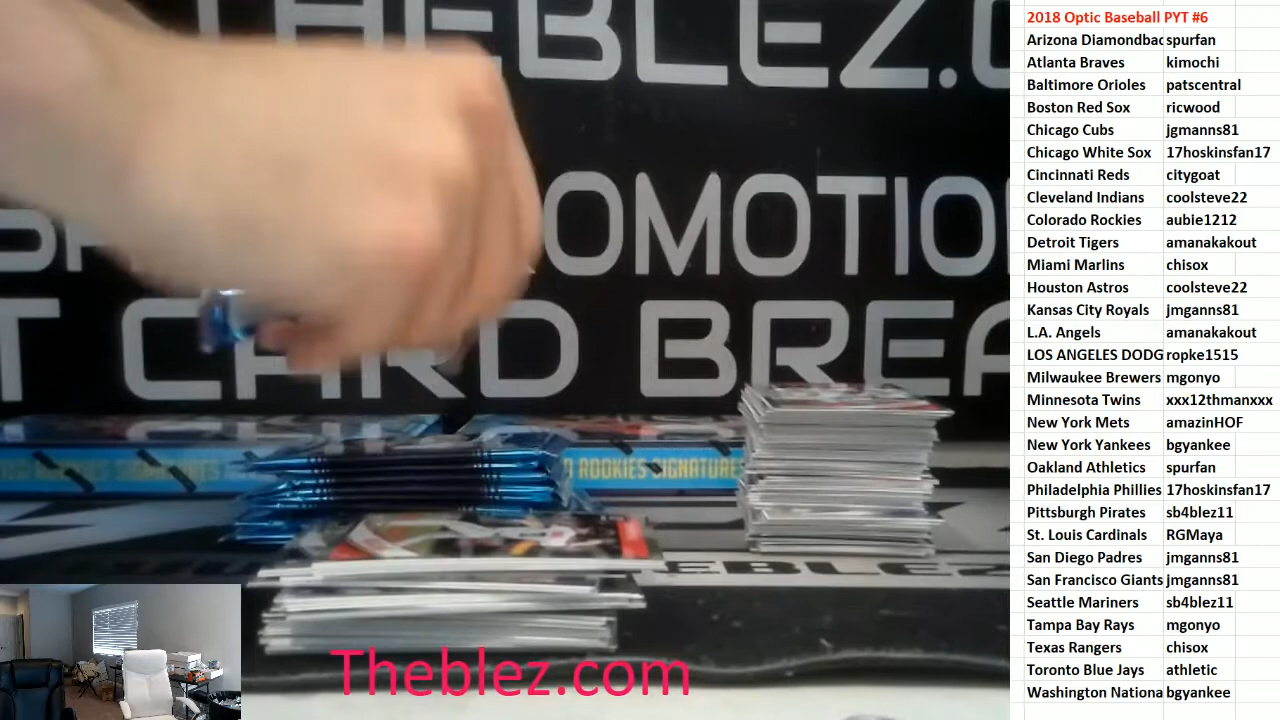 THEBLEZ.C
OMOTIO
T CARD BREA
D ROOKIES SIGNATURES
BLEZ
Theblez.com
2018 Optic Baseball PYT #6
Arizona Diamondbac spurfan
Atlanta Braves kimochi
Baltimore Orioles patscentral
Boston Red Sox ricwood
Chicago Cubs jgmanns81
Chicago White Sox 17hoskinsfan17
Cincinnati Reds citygoat
Cleveland Indians coolsteve22
Colorado Rockies aubie1212
Detroit Tigers amanakakout
Miami Marlins chisox
Houston Astros coolsteve22
Kansas City Royals jmganns81
L.A. Angels amanakakout
LOS ANGELES DODG ropke1515
Milwaukee Brewers mgonyo
Minnesota Twins xxx12thmanxxx
New York Mets amazinHOF
New York Yankees bgyankee
Oakland Athletics spurfan
Philadelphia Phillies 17hoskinsfan17
Pittsburgh Pirates sb4blez11
St. Louis Cardinals RGMaya
San Diego Padres jmganns81
San Francisco Giants jmganns81
Seattle Mariners sb4blez11
Tampa Bay Rays mgonyo
Texas Rangers chisox
Toronto Blue Jays athletic
Washington Nationa bgyankee